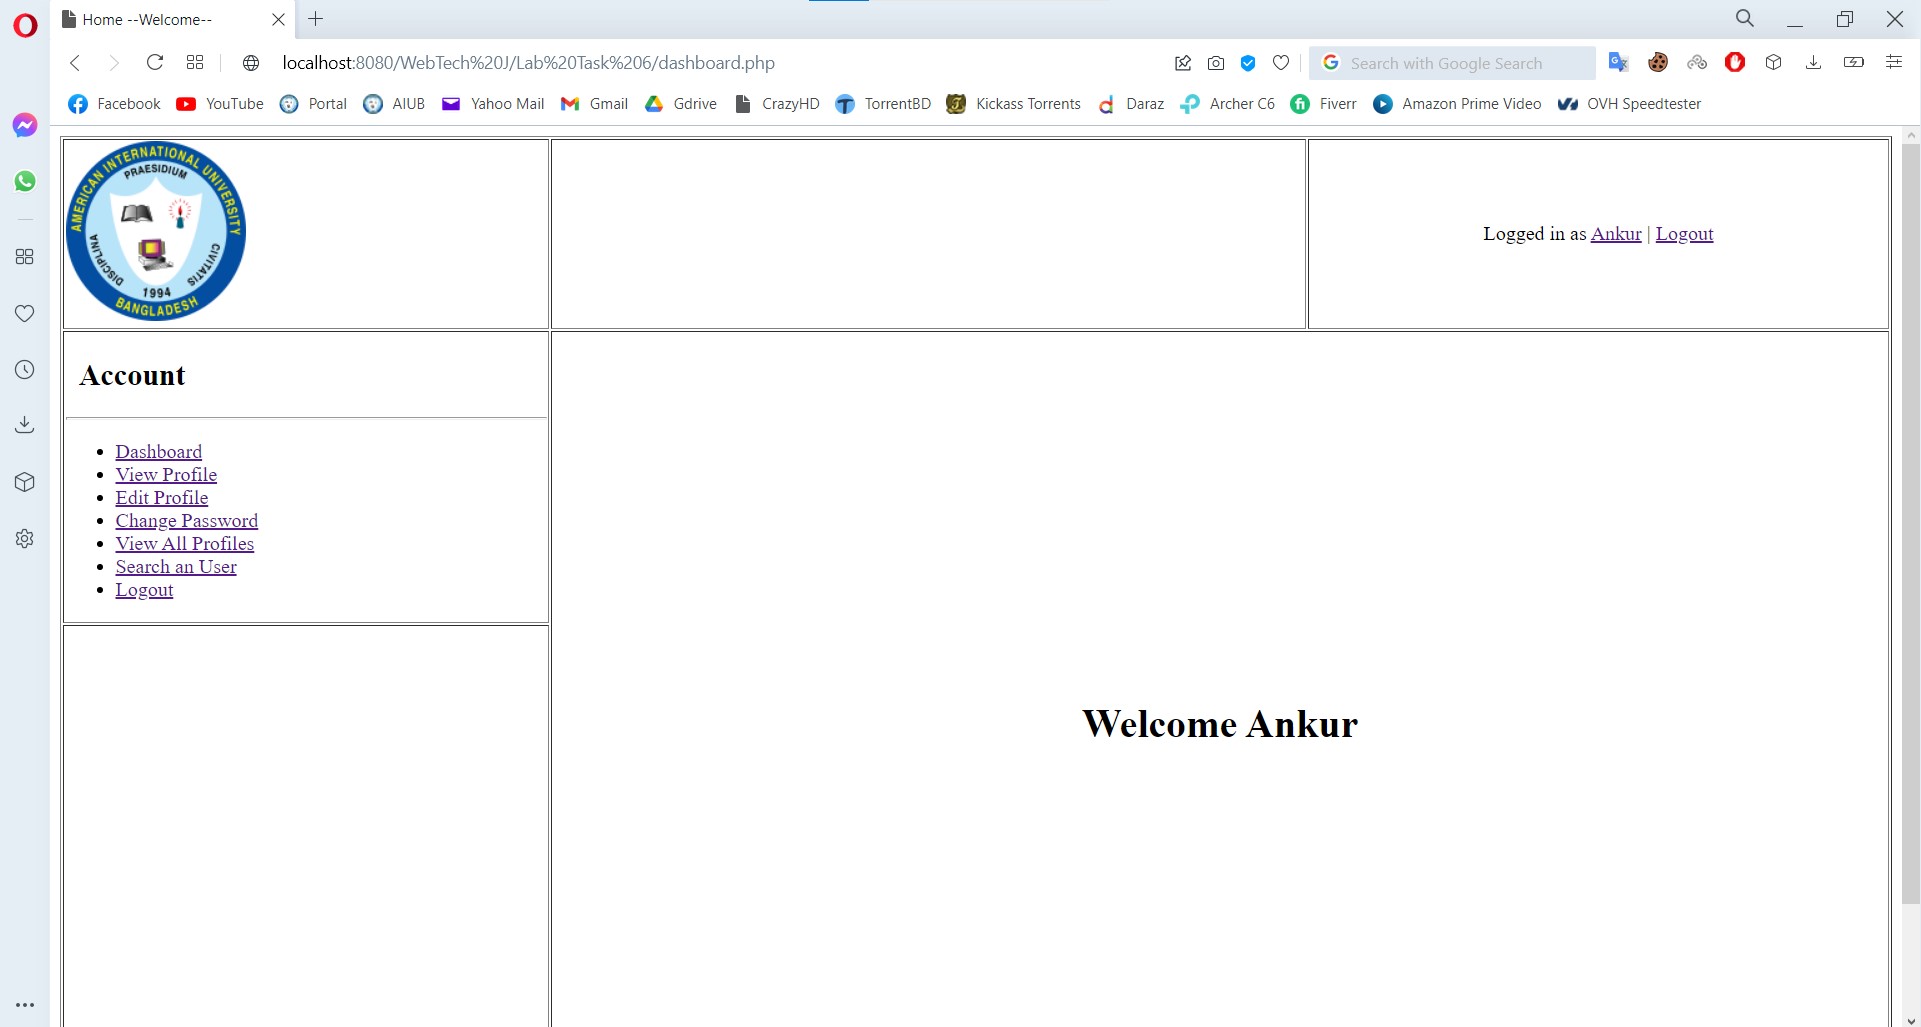 Home --Welcome--
localhost:8080/WebTech%20J/Lab%20Task%206/dashboard.php
Search with Google Search
Facebook YouTube Portal AIUB Yahoo Mail Gmail Gdrive CrazyHD TorrentBD Kickass Torrents Daraz Archer C6 Fiverr Amazon Prime Video OVH Speedtester
AMERICAN INTERNATIONAL UNIVERSITY
PRAESIDIUM
DISCIPLINA
CIVITATIS
1994
BANGLADESH
Logged in as Ankur | Logout
Account
Dashboard
View Profile
Edit Profile
Change Password
View All Profiles
Search an User
Logout
Welcome Ankur